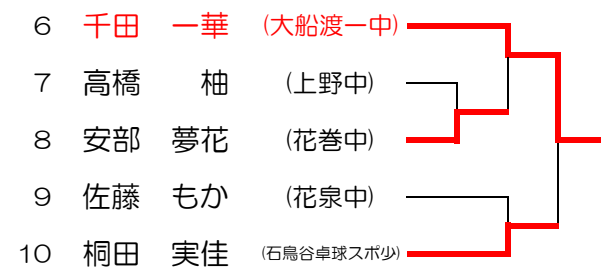 6 千田 一華 (大船渡一中)
7 高橋 柚 (上野中)
8 安部 夢花 (花巻中)
9 佐藤 もか (花泉中)
10 桐田 実佳 (石鳥谷卓球スポ少)